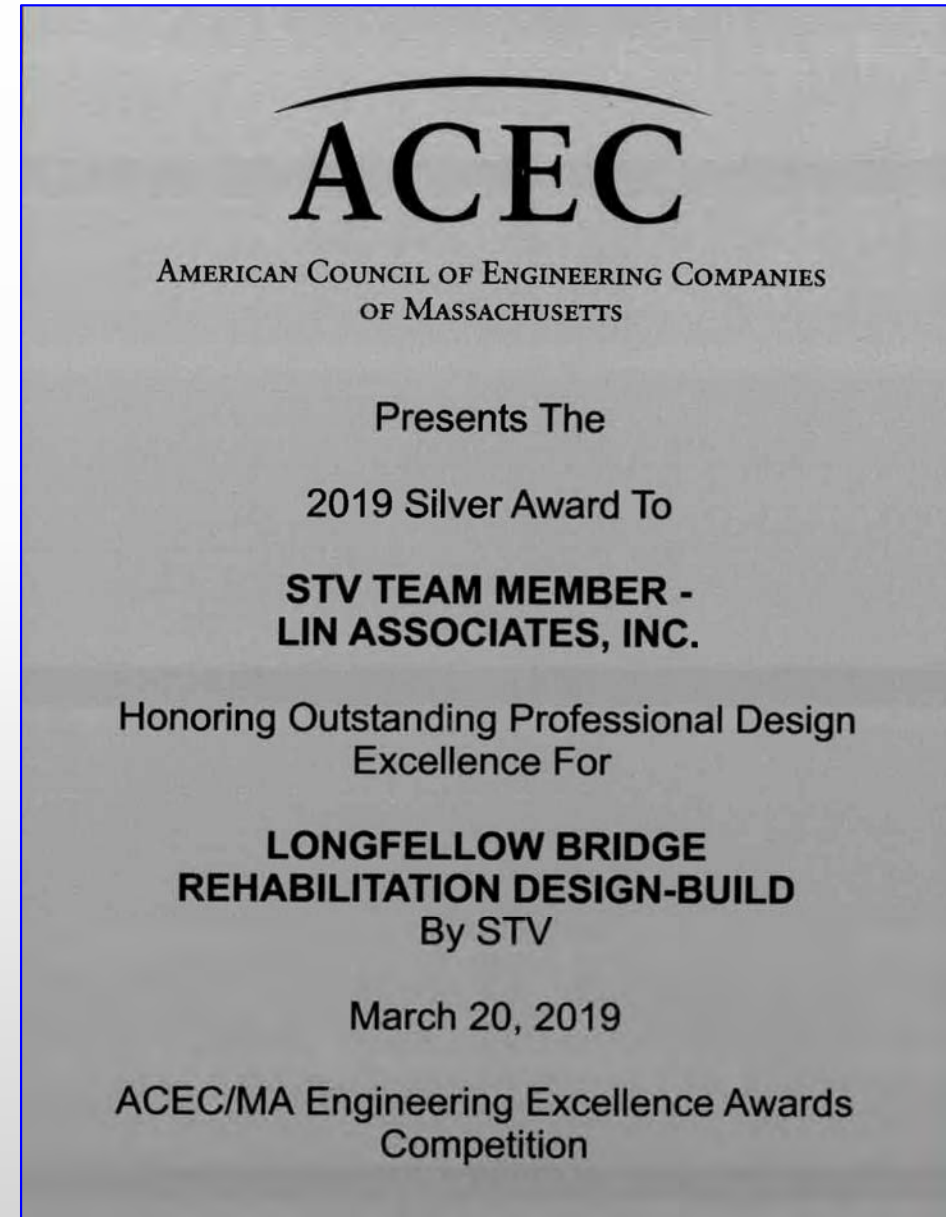 ACEC
AMERICAN COUNCIL OF ENGINEERING COMPANIES
OF MASSACHUSETTS
Presents The
2019 Silver Award To
STV TEAM MEMBER -
LIN ASSOCIATES, INC.
Honoring Outstanding Professional Design
Excellence For
LONGFELLOW BRIDGE
REHABILITATION DESIGN-BUILD
By STV
March 20, 2019
ACEC/MA Engineering Excellence Awards
Competition